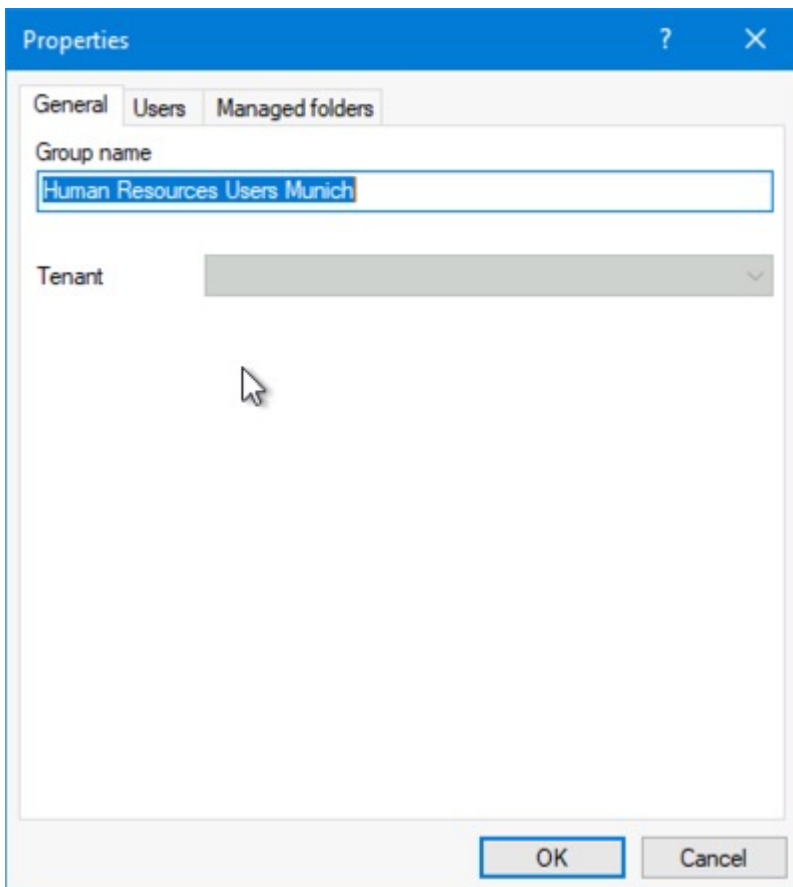 Properties ?
General Users Managed folders
Group name
Human Resources Users Munich
Tenant
OK Cancel